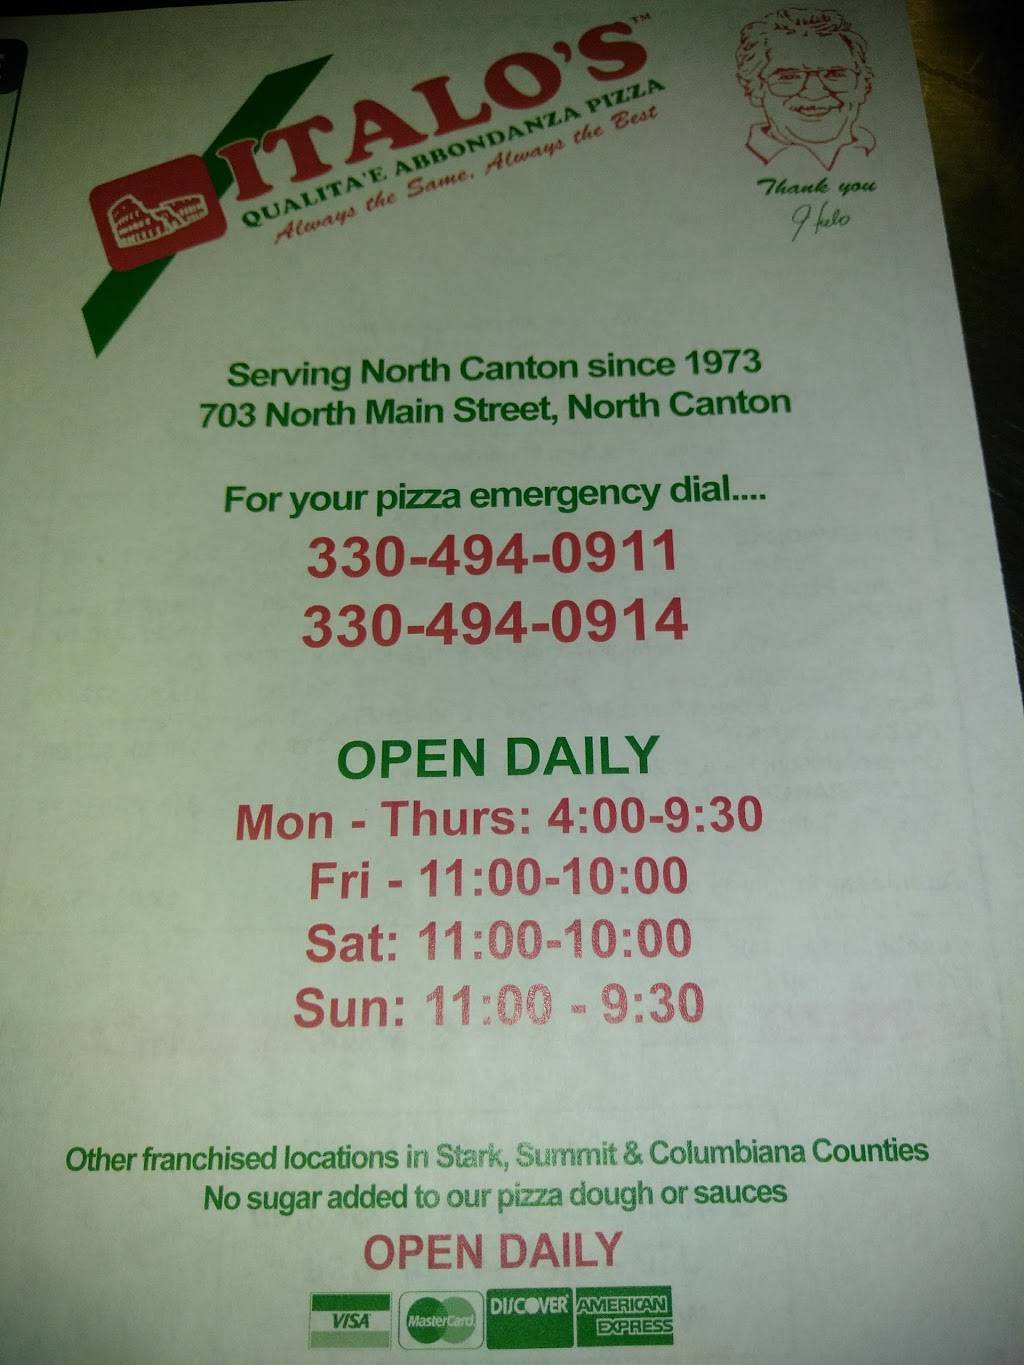 ITALO'S™
QUALITA'E ABBONDANZA PIZZA
Always the Same, Always the Best
Thank you
Italo
Serving North Canton since 1973
703 North Main Street, North Canton
For your pizza emergency dial....
330-494-0911
330-494-0914
OPEN DAILY
Mon - Thurs: 4:00-9:30
Fri - 11:00-10:00
Sat: 11:00-10:00
Sun: 11:00 - 9:30
Other franchised locations in Stark, Summit & Columbiana Counties
No sugar added to our pizza dough or sauces
OPEN DAILY
VISA MasterCard DISCOVER AMERICAN EXPRESS